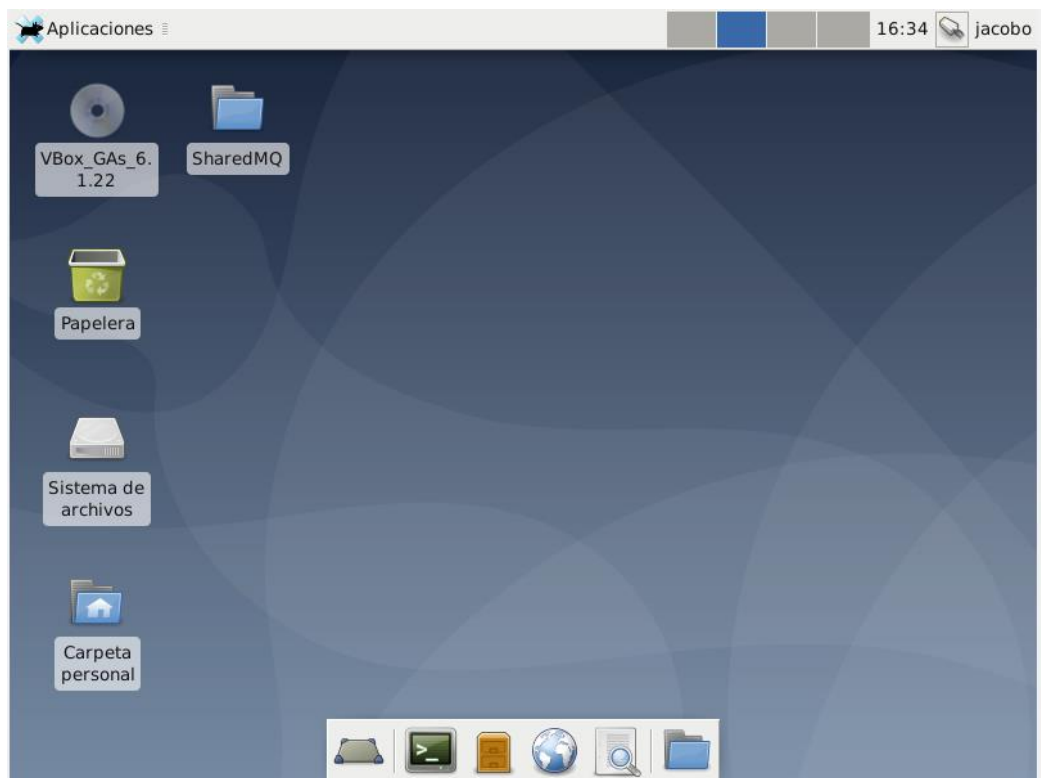 Aplicaciones
16:34
jacobo
VBox_GAs_6.
1.22
SharedMQ
Papelera
Sistema de
archivos
Carpeta
personal
>_